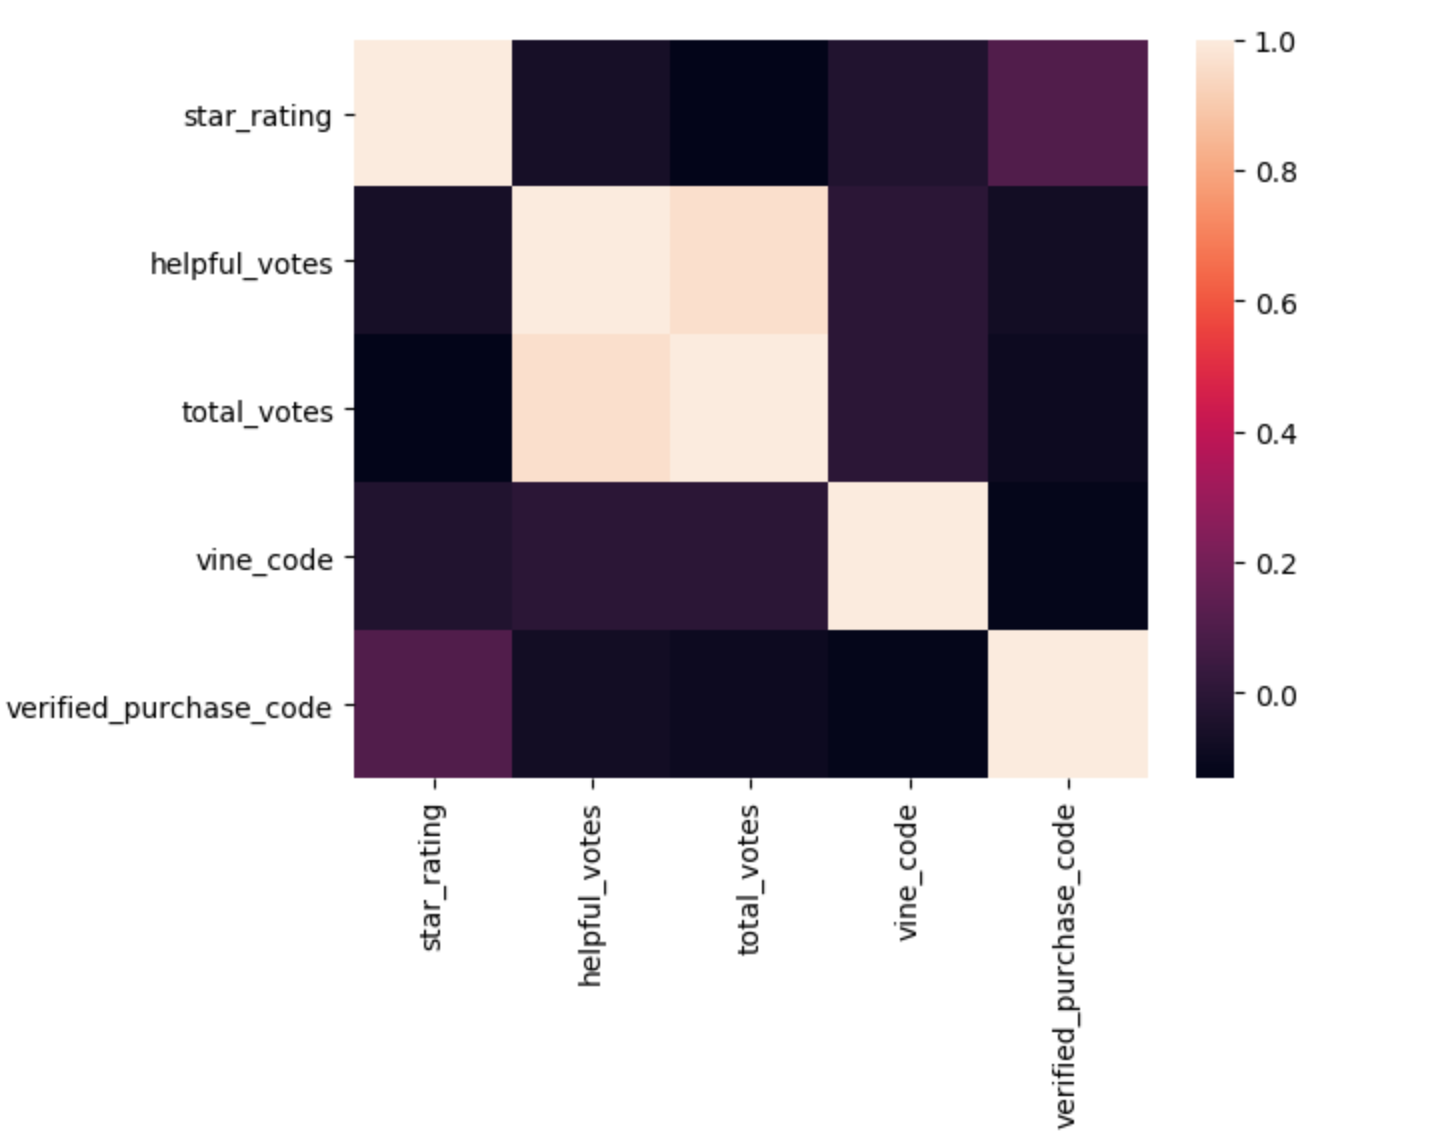 star_rating
helpful_votes
total_votes
vine_code
verified_purchase_code
star_rating
helpful_votes
total_votes
vine_code
verified_purchase_code
1.0
0.8
0.6
0.4
0.2
0.0